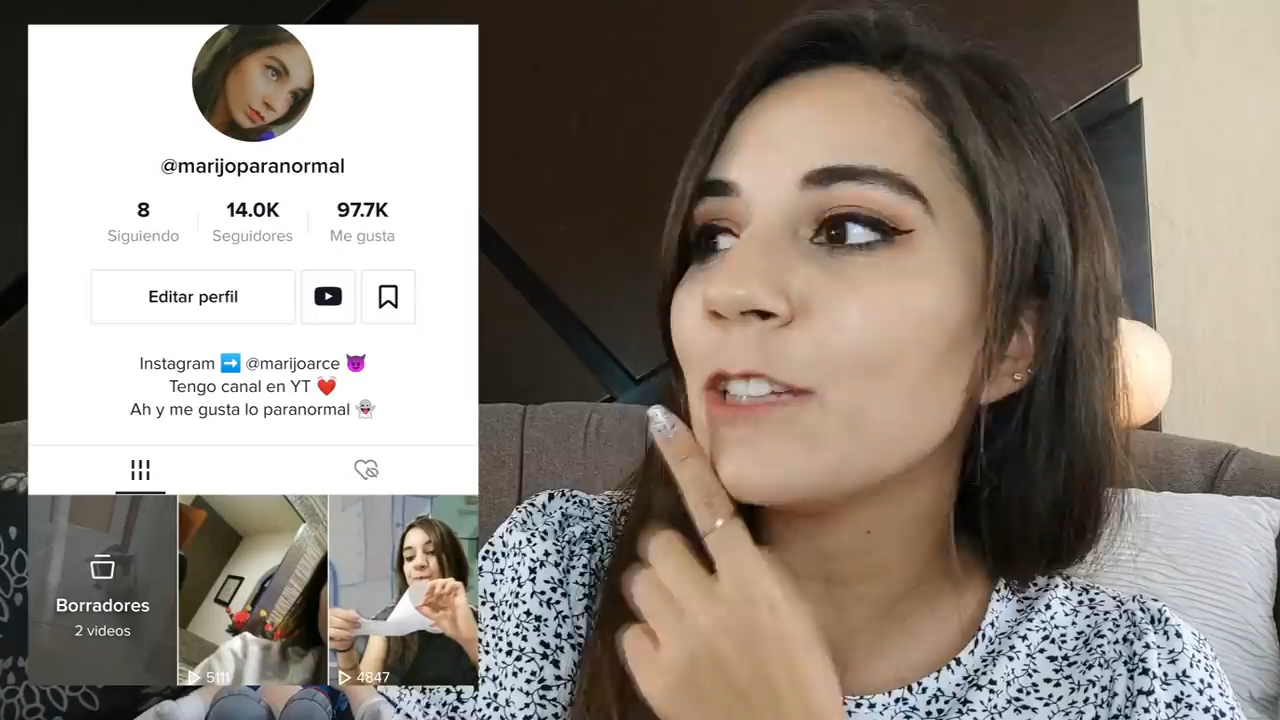 @marijoparanormal
8 14.0K 97.7K
Siguiendo Seguidores Me gusta
Editar perfil
Instagram ➡️ @marijoarce 😈
Tengo canal en YT ❤️
Ah y me gusta lo paranormal 👻
Borradores
2 videos
5111
4847